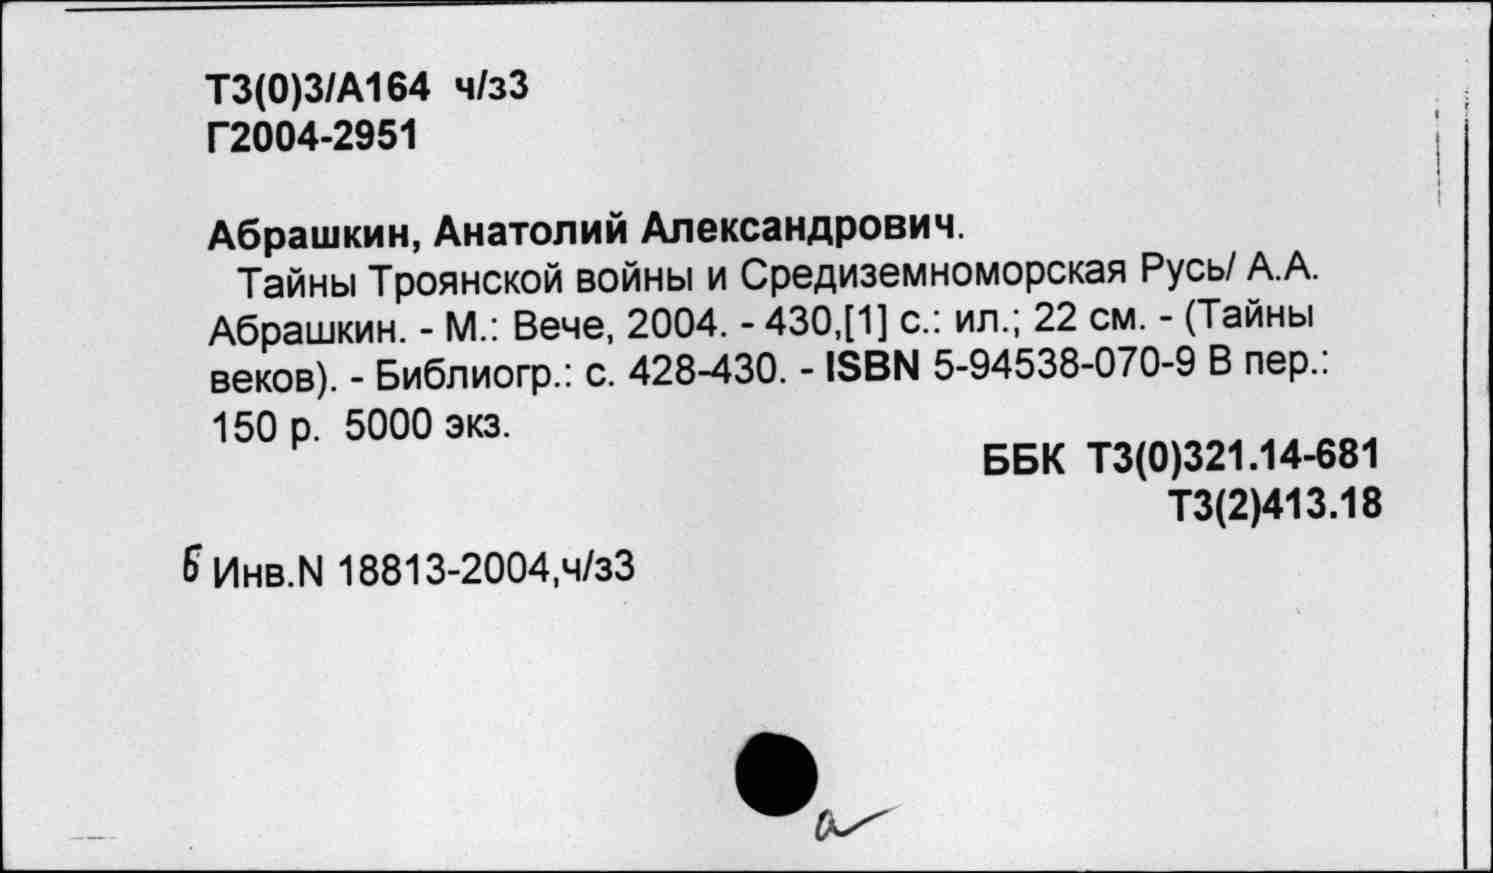 Т3(0)3/А164 ч/з3
Г2004-2951
Абрашкин, Анатолий Александрович.
Тайны Троянской войны и Средиземноморская Русь/ А.А.
Абрашкин. - М.: Вече, 2004. - 430,[1] с.: ил.; 22 см. - (Тайны
веков). - Библиогр.: с. 428-430. - ISBN 5-94538-070-9 В пер.:
150 р. 5000 экз.
ББК Т3(0)321.14-681
Т3(2)413.18
б Инв.N 18813-2004,ч/з3
а